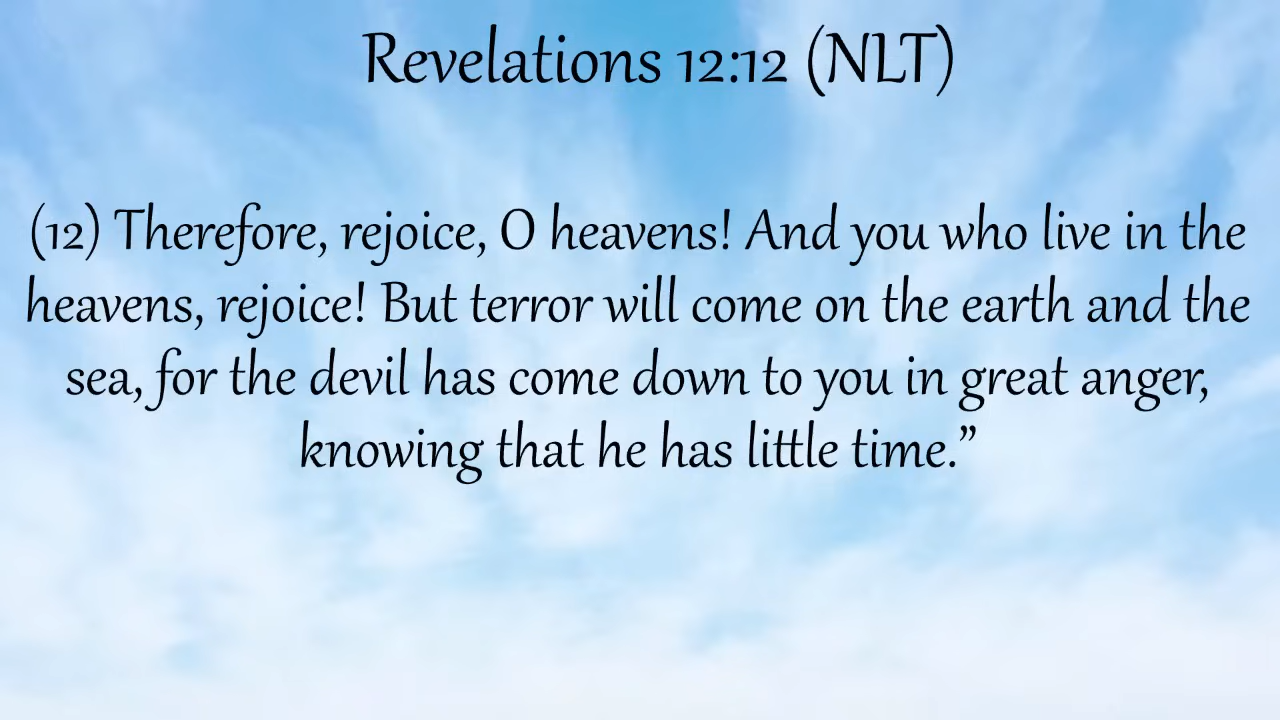 Revelations 12:12 (NLT)
(12) Therefore, rejoice, O heavens! And you who live in the
heavens, rejoice! But terror will come on the earth and the
sea, for the devil has come down to you in great anger,
knowing that he has little time.”